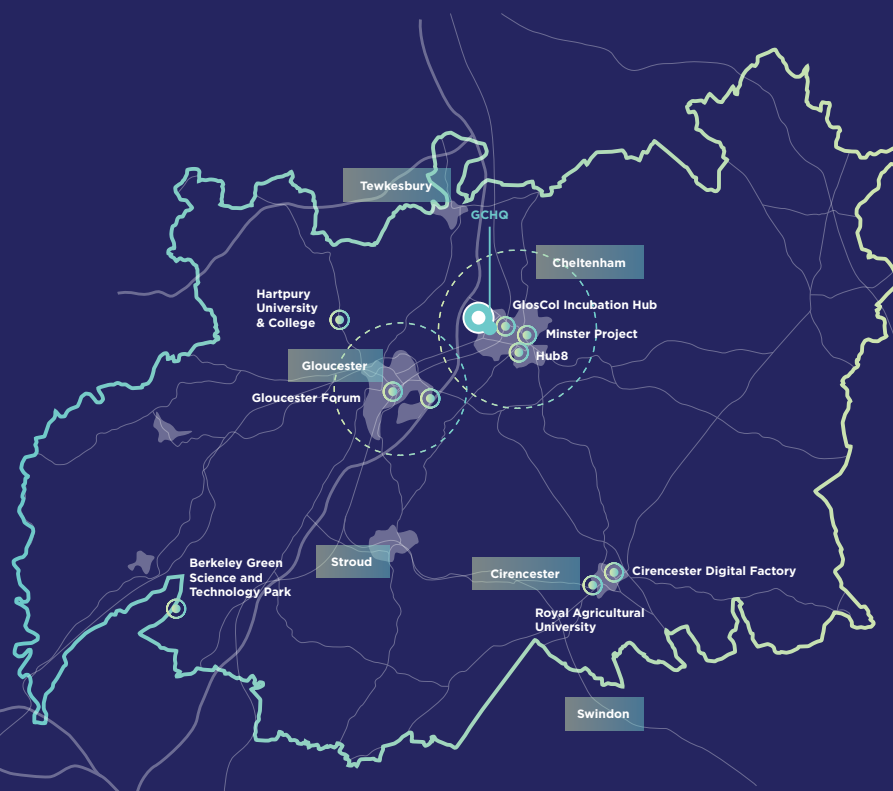 Tewkesbury
GCHQ
Cheltenham
Hartpury
University
& College
GlosCol Incubation Hub
Minster Project
Hub8
Gloucester
Gloucester Forum
Stroud
Berkeley Green
Science and
Technology Park
Cirencester
Cirencester Digital Factory
Royal Agricultural
University
Swindon